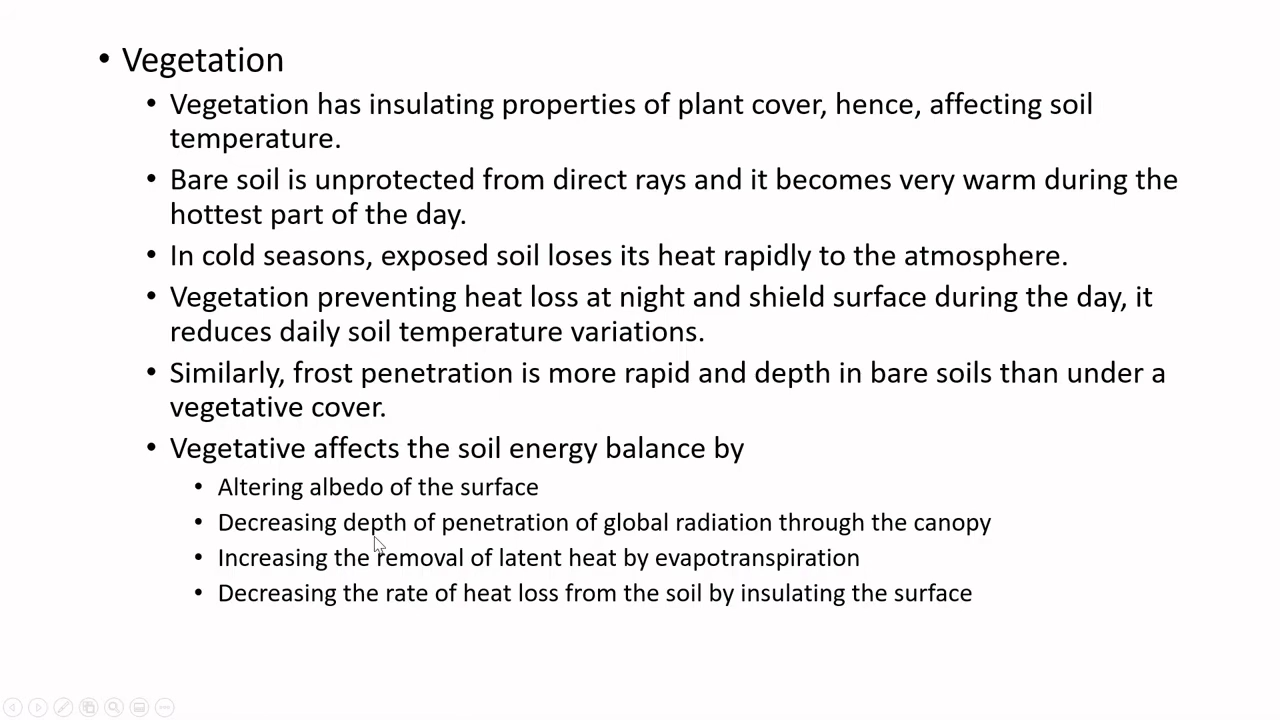 • Vegetation
• Vegetation has insulating properties of plant cover, hence, affecting soil
temperature.
• Bare soil is unprotected from direct rays and it becomes very warm during the
hottest part of the day.
• In cold seasons, exposed soil loses its heat rapidly to the atmosphere.
• Vegetation preventing heat loss at night and shield surface during the day, it
reduces daily soil temperature variations.
• Similarly, frost penetration is more rapid and depth in bare soils than under a
vegetative cover.
• Vegetative affects the soil energy balance by
• Altering albedo of the surface
• Decreasing depth of penetration of global radiation through the canopy
• Increasing the removal of latent heat by evapotranspiration
• Decreasing the rate of heat loss from the soil by insulating the surface